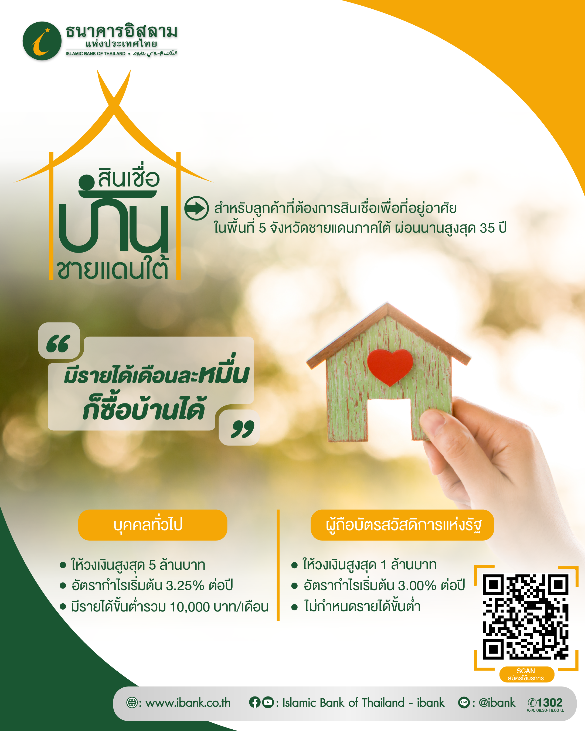 ธนาคารอิสลาม
แห่งประเทศไทย
ISLAMIC BANK OF THAILAND
สินเชื่อ
บ้าน
ชายแดนใต้
สำหรับลูกค้าที่ต้องการสินเชื่อเพื่อที่อยู่อาศัย
ในพื้นที่ 5 จังหวัดชายแดนภาคใต้ ผ่อนนานสูงสุด 35 ปี
“
มีรายได้เดือนละหมื่น
ก็ซื้อบ้านได้
”
บุคคลทั่วไป
• ให้วงเงินสูงสุด 5 ล้านบาท
• อัตรากำไรเริ่มต้น 3.25% ต่อปี
• มีรายได้ขั้นต่ำรวม 10,000 บาท/เดือน
ผู้ถือบัตรสวัสดิการแห่งรัฐ
• ให้วงเงินสูงสุด 1 ล้านบาท
• อัตรากำไรเริ่มต้น 3.00% ต่อปี
• ไม่กำหนดรายได้ขั้นต่ำ
SCAN
: www.ibank.co.th : Islamic Bank of Thailand - ibank : @ibank 1302